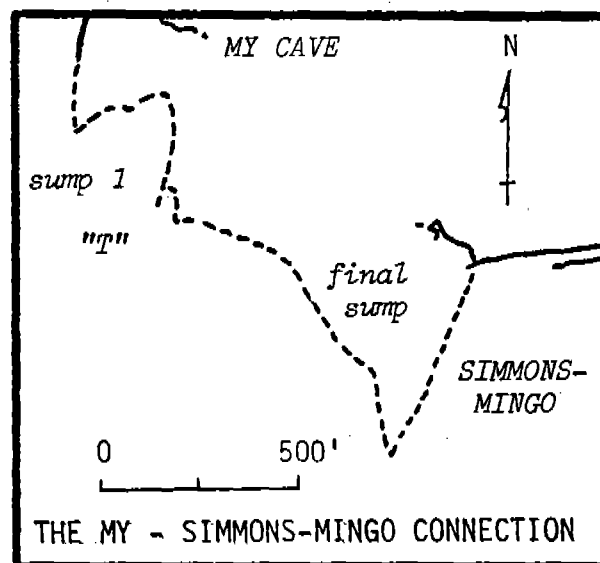 MY CAVE
N
sump 1
"T"
final
sump
SIMMONS-
MINGO
0 500'
THE MY - SIMMONS-MINGO CONNECTION